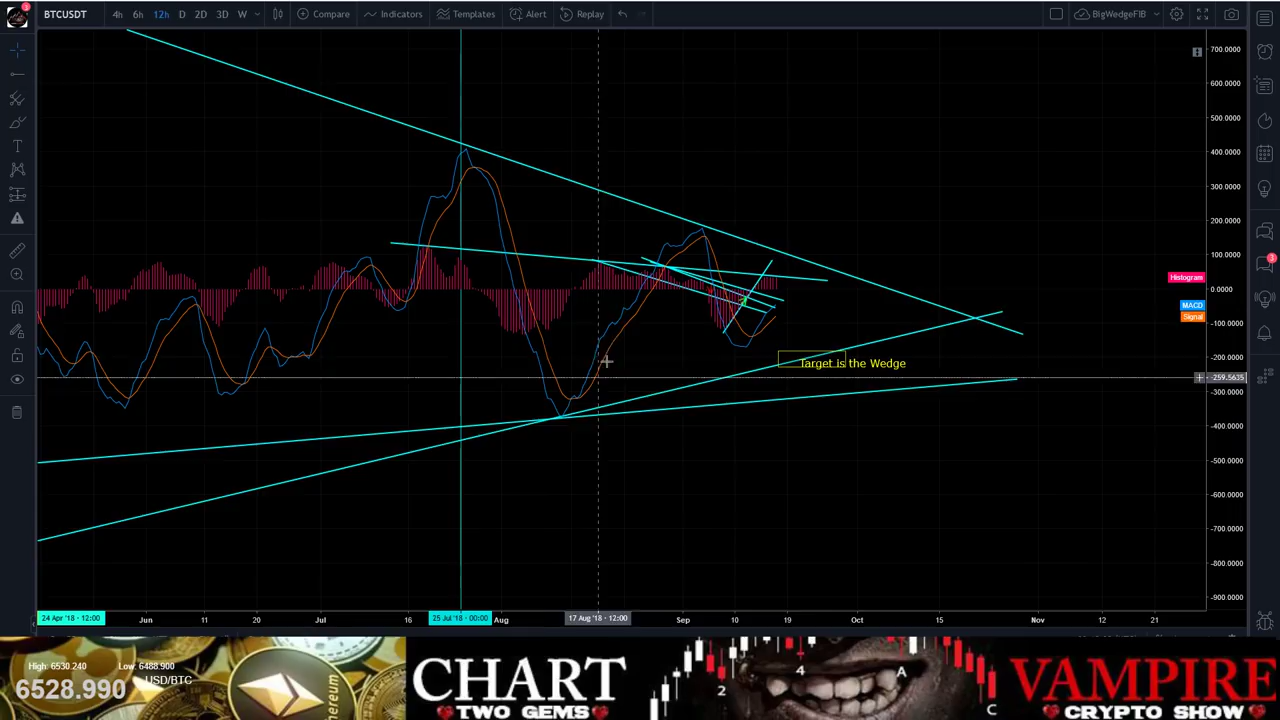 BTCUSDT 4h 6h 12h D 2D 3D W Compare Indicators Templates Alert Replay BigWedgeFIB
700.0000
600.0000
500.0000
400.0000
300.0000
200.0000
100.0000
Histogram
0.0000
MACD
Signal
-100.0000
-200.0000
Target is the Wedge
-259.5635
-300.0000
-400.0000
-500.0000
-600.0000
-700.0000
-800.0000
-900.0000
3
24 Apr '18 - 12:00 Jun 11 20 Jul 16 25 Jul '18 - 00:00 Aug 17 Aug '18 - 12:00 Sep 10 19 Oct 15 Nov 12 21
High: 6530.240 Low: 6488.900
6528.990 USD/BTC
CHART
TWO GEMS
2 4 A C
VAMPIRE
CRYPTO SHOW